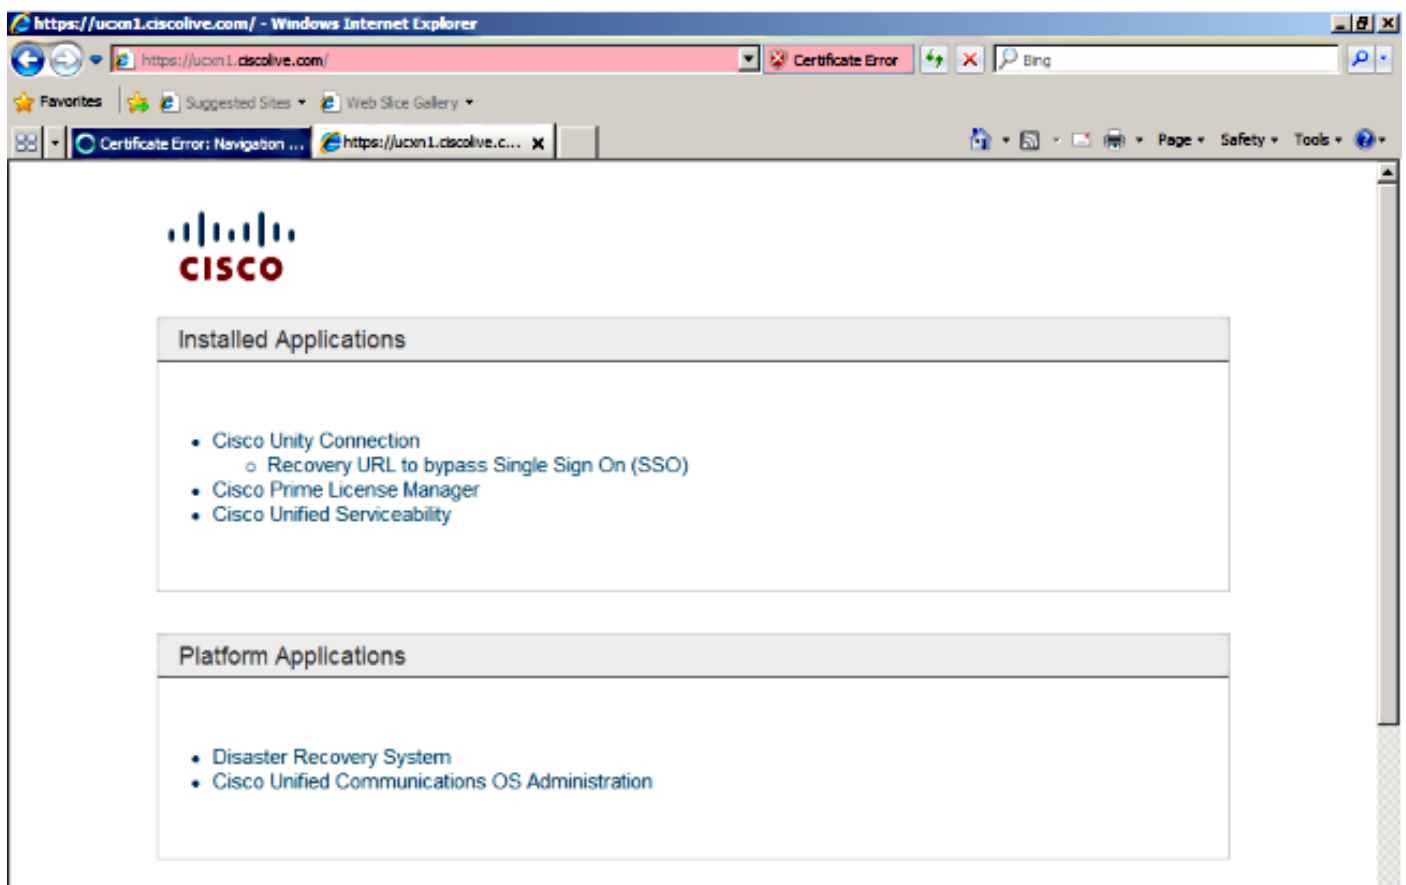 https://ucxn1.ciscolive.com/ - Windows Internet Explorer
https://ucxn1.ciscolive.com/
Certificate Error
Bing
Favorites
Suggested Sites
Web Slice Gallery
Certificate Error: Navigation ...
https://ucxn1.ciscolive.c...
Page
Safety
Tools
CISCO
Installed Applications
Cisco Unity Connection
Recovery URL to bypass Single Sign On (SSO)
Cisco Prime License Manager
Cisco Unified Serviceability
Platform Applications
Disaster Recovery System
Cisco Unified Communications OS Administration